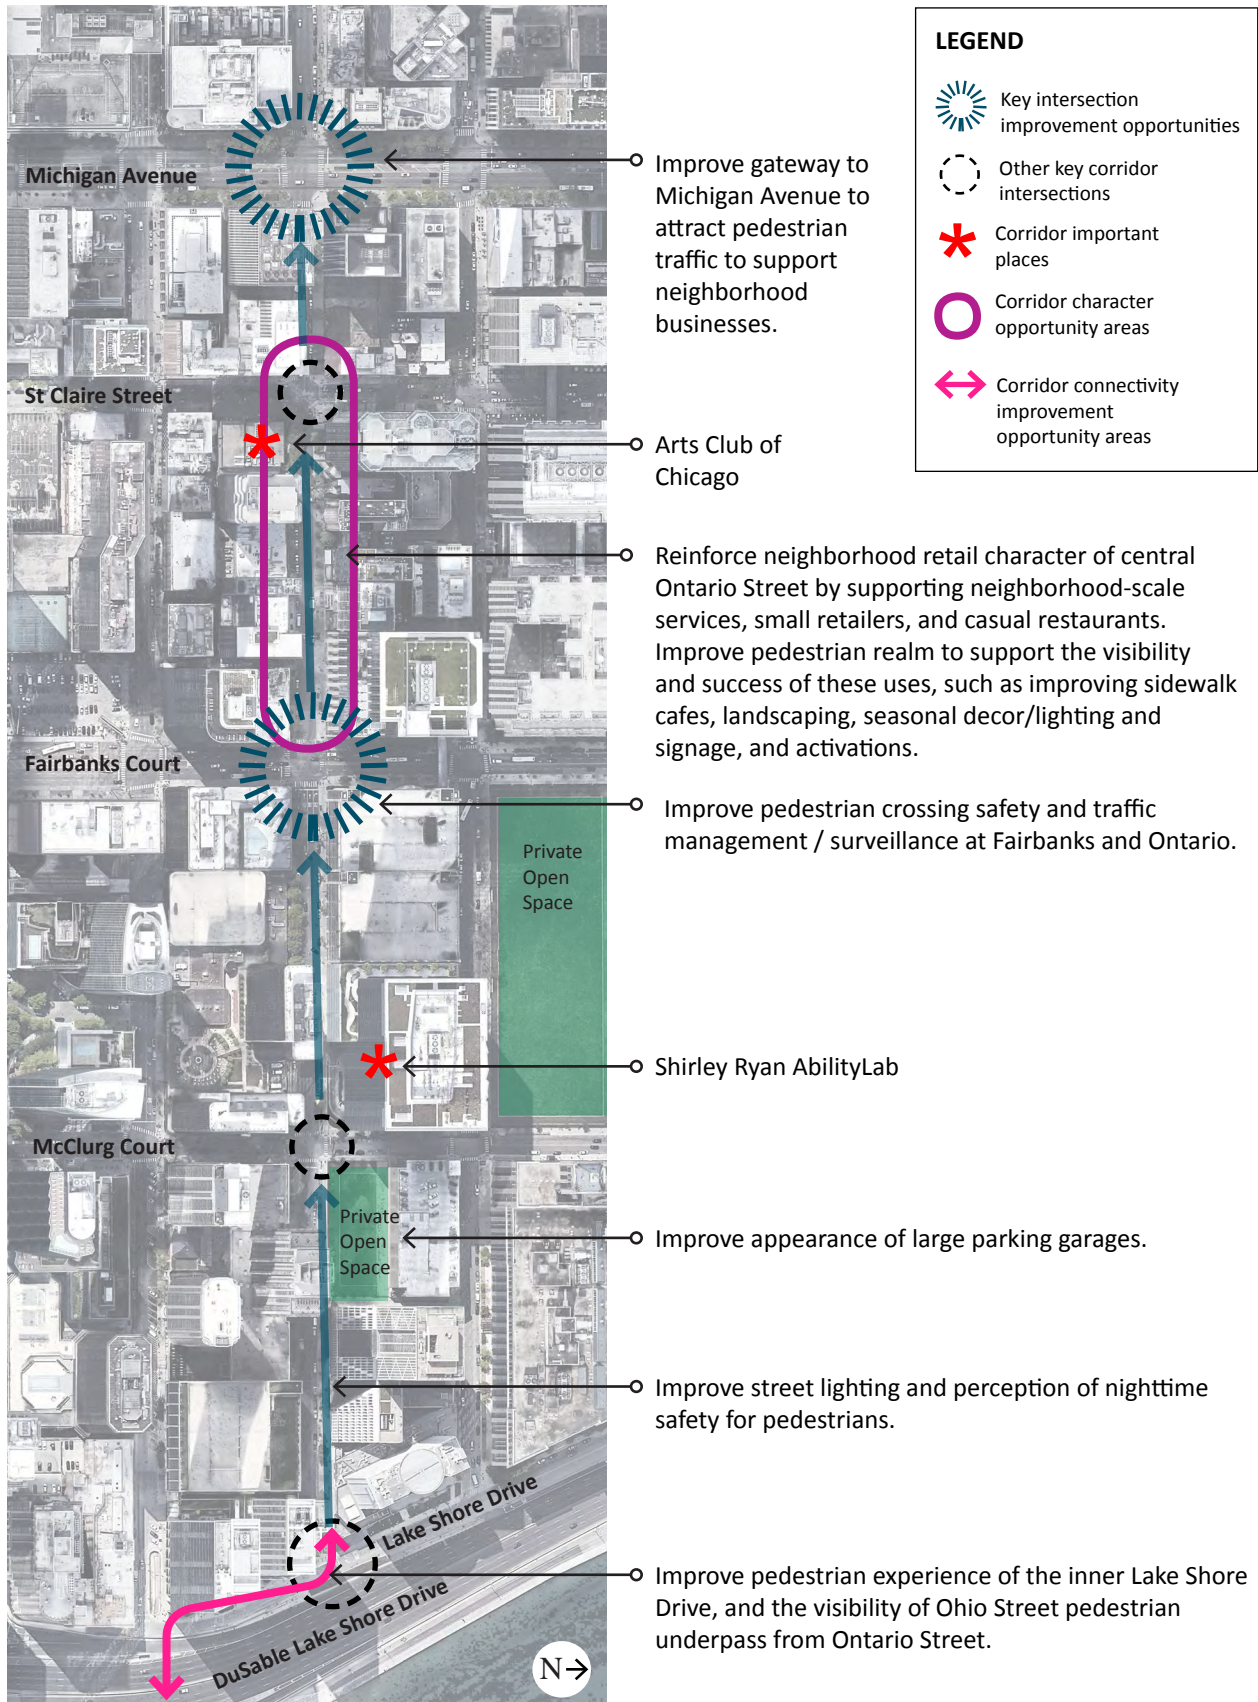 LEGEND
Key intersection
improvement opportunities
Other key corridor
intersections
Corridor important
places
Corridor character
opportunity areas
Corridor connectivity
improvement
opportunity areas
Michigan Avenue
Improve gateway to
Michigan Avenue to
attract pedestrian
traffic to support
neighborhood
businesses.
St Claire Street
Arts Club of
Chicago
Reinforce neighborhood retail character of central
Ontario Street by supporting neighborhood-scale
services, small retailers, and casual restaurants.
Improve pedestrian realm to support the visibility
and success of these uses, such as improving sidewalk
cafes, landscaping, seasonal decor/lighting and
signage, and activations.
Fairbanks Court
Improve pedestrian crossing safety and traffic
management / surveillance at Fairbanks and Ontario.
Private
Open
Space
Shirley Ryan AbilityLab
McClurg Court
Private
Open
Space
Improve appearance of large parking garages.
Improve street lighting and perception of nighttime
safety for pedestrians.
Lake Shore Drive
DuSable Lake Shore Drive
Improve pedestrian experience of the inner Lake Shore
Drive, and the visibility of Ohio Street pedestrian
underpass from Ontario Street.
N→